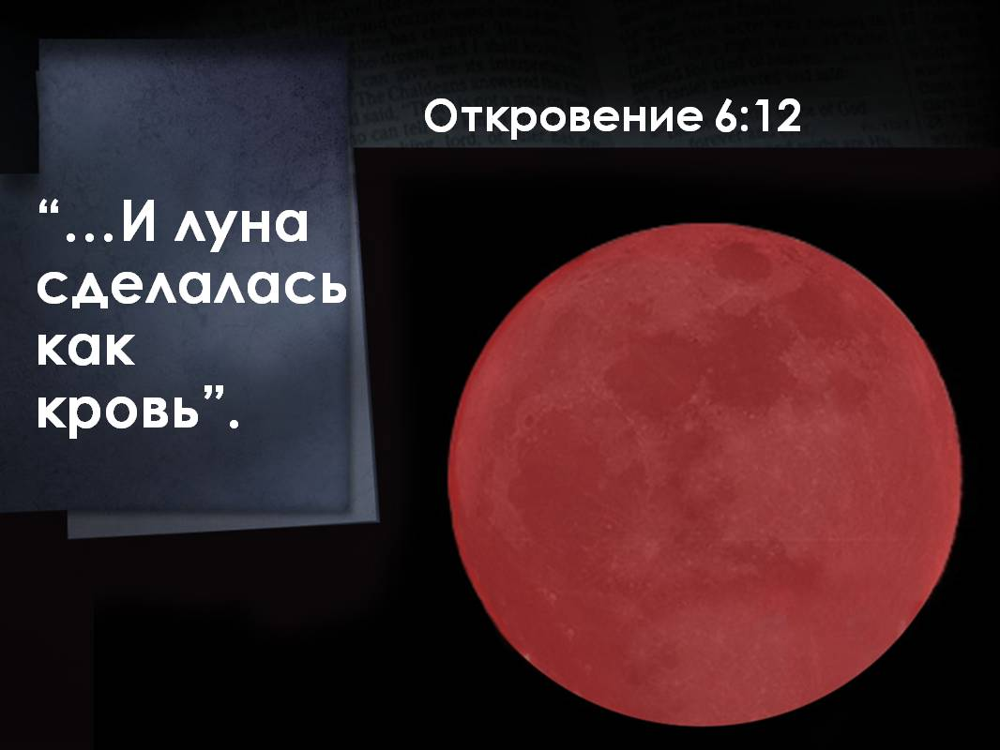 Откровение 6:12
“…И луна
сделалась
как
кровь”.